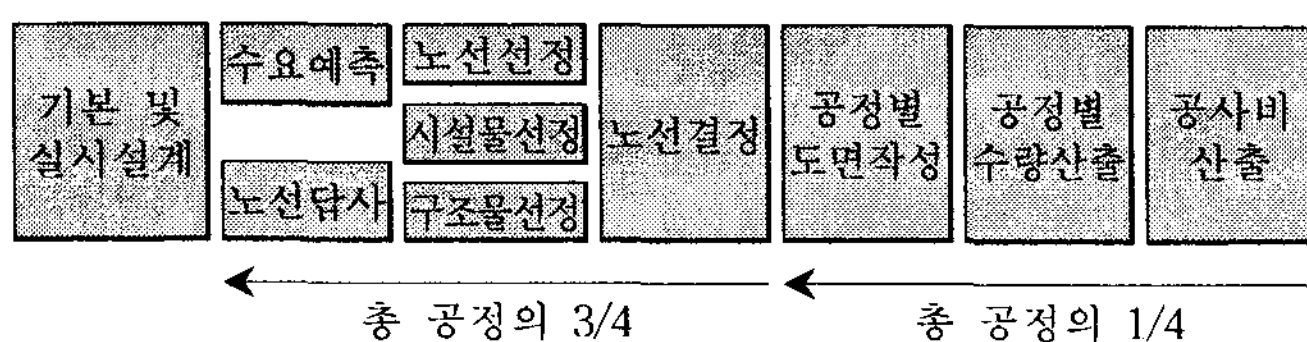 기본 및
실시설계
수요예측
노선답사
노선선정
시설물선정
구조물선정
노선결정
공정별
도면작성
공정별
수량산출
공사비
산출
총 공정의 3/4
총 공정의 1/4